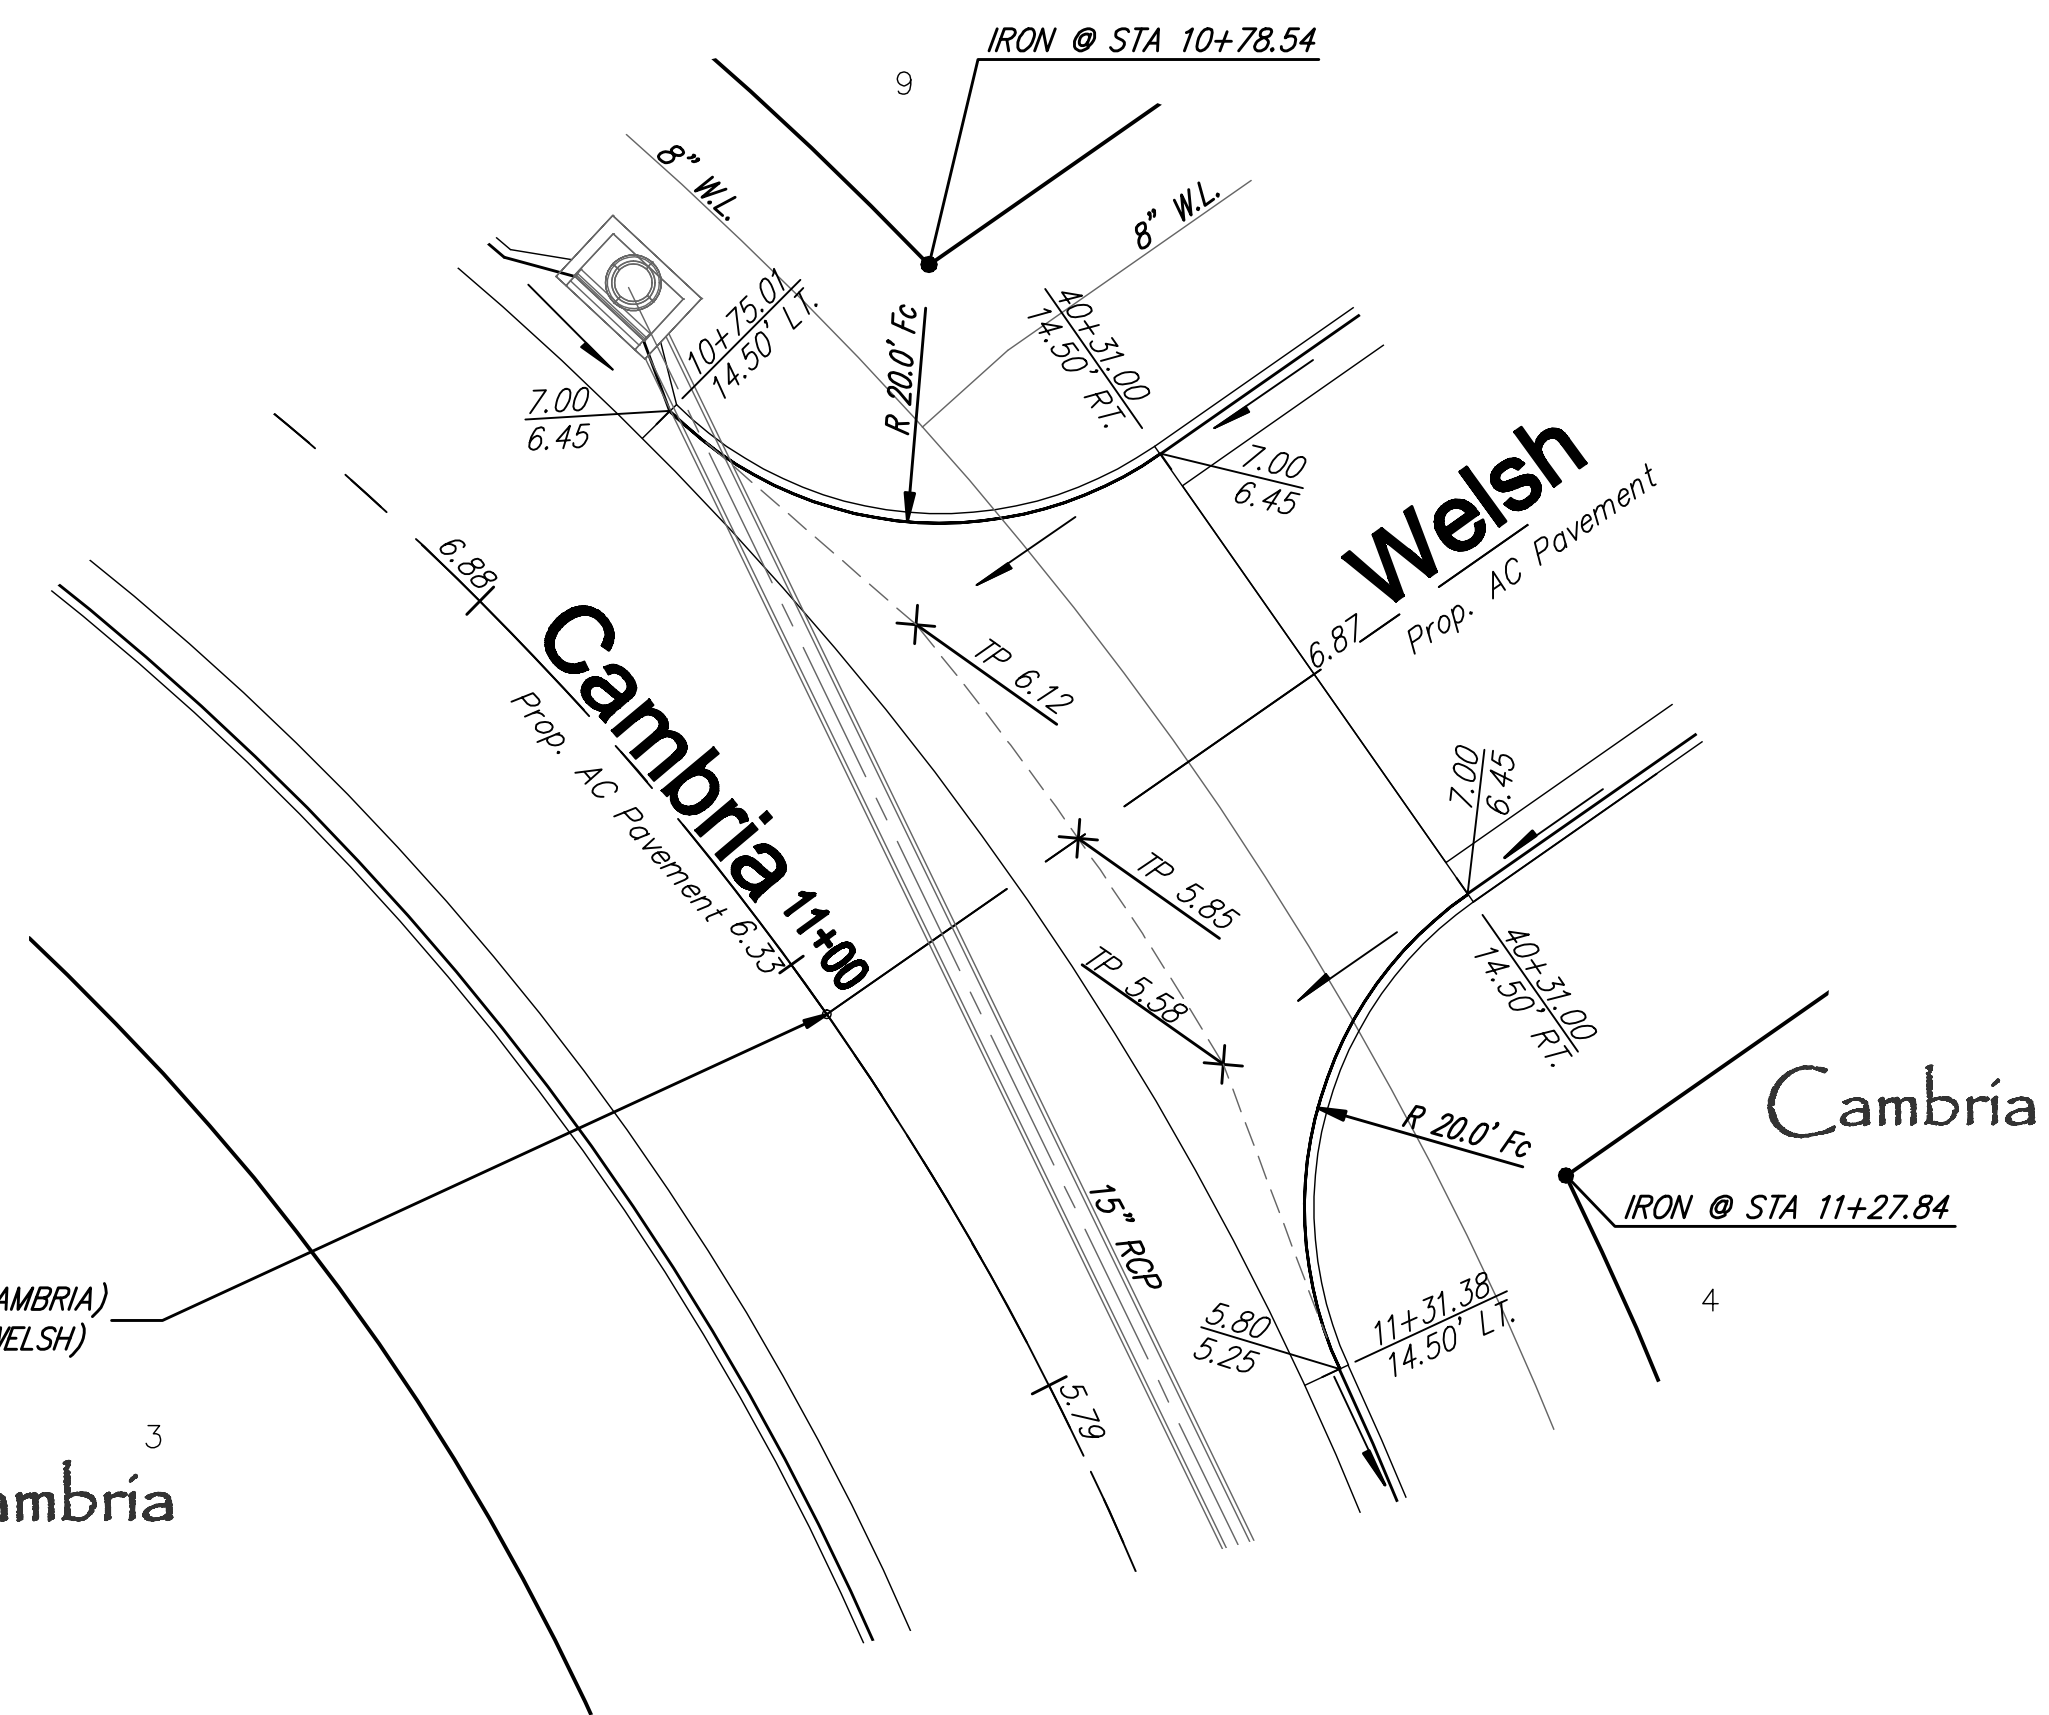 IRON @ STA 10+78.54
9
8" W.L.
8" W.L.
10+75.01
14.50' LT.
R 20.0' Fc
40+31.00
14.50' RT.
7.00
6.45
7.00
6.45
Welsh
Prop. AC Pavement
6.87
6.88
Cambria
Prop. AC Pavement
6.33
11+00
TP 6.12
TP 5.85
TP 5.58
7.00
6.45
40+31.00
14.50' RT.
Cambria
R 20.0' Fc
IRON @ STA 11+27.84
15" RCP
4
AMBRIA)
WELSH)
5.80
5.25
11+31.38
14.50' LT.
5.79
3
ambria